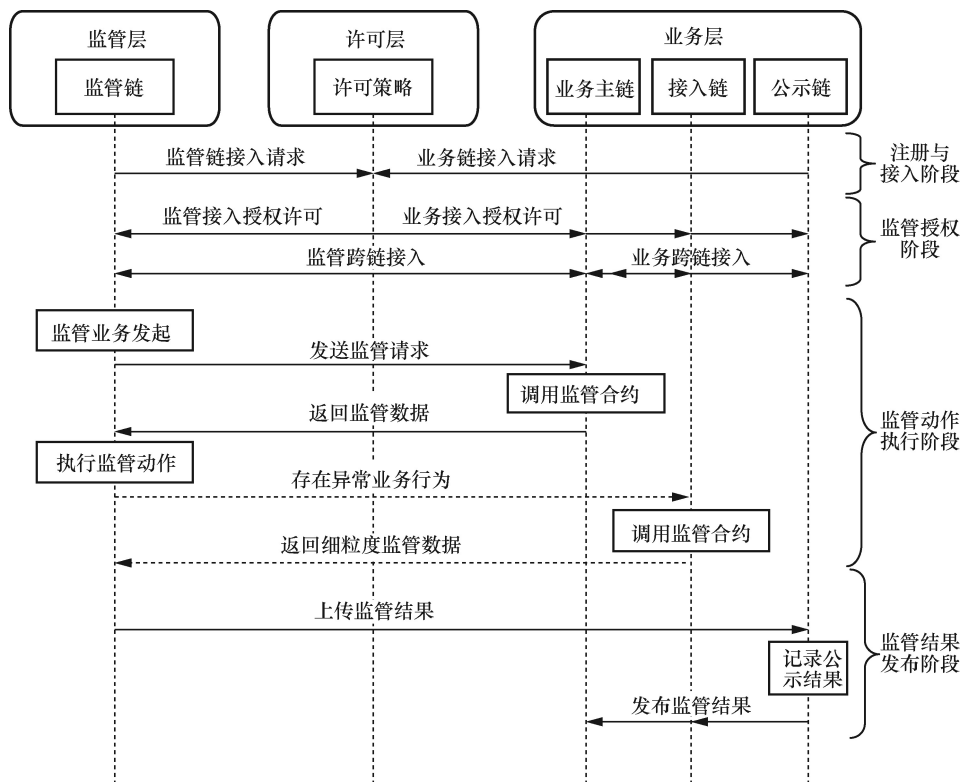 监管层
许可层
业务层
监管链
许可策略
业务主链
接入链
公示链
监管链接入请求
业务链接入请求
注册与
接入阶段
监管接入授权许可
业务接入授权许可
监管授权
阶段
监管跨链接入
业务跨链接入
监管业务发起
发送监管请求
调用监管合约
返回监管数据
监管动作
执行阶段
执行监管动作
存在异常业务行为
调用监管合约
返回细粒度监管数据
上传监管结果
记录公
示结果
监管结果
发布阶段
发布监管结果